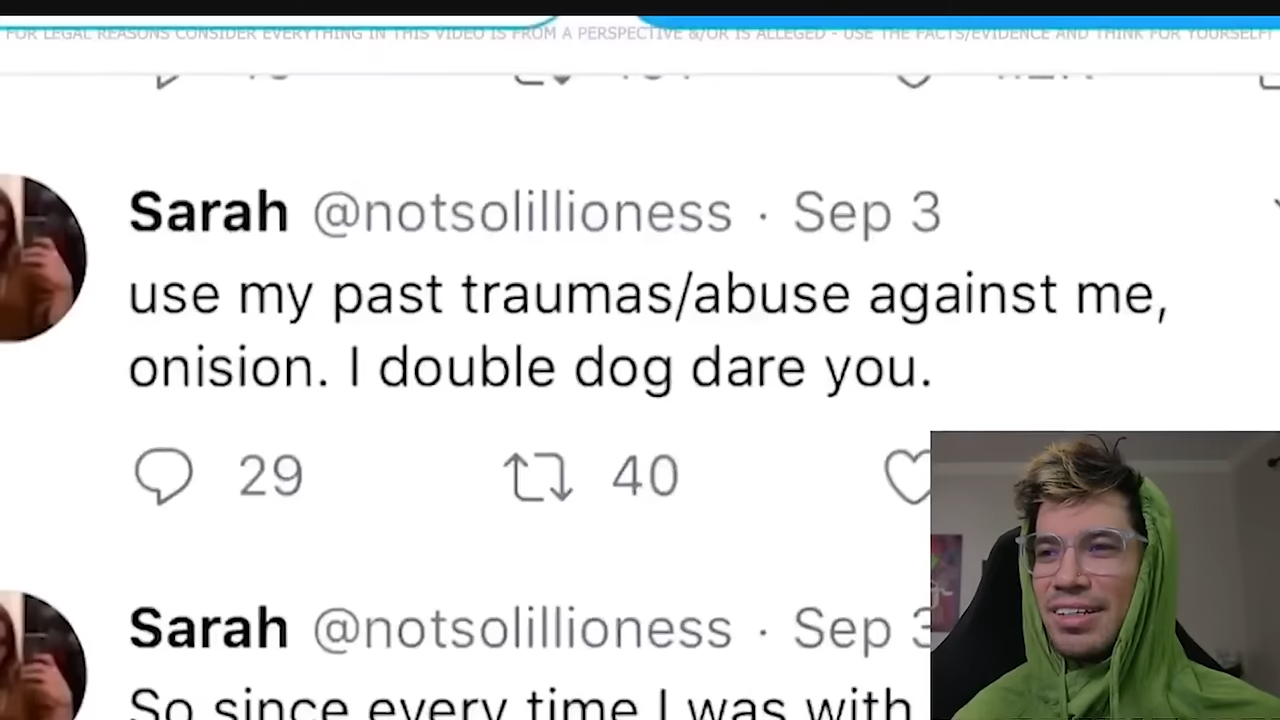 FOR LEGAL REASONS CONSIDER EVERYTHING IN THIS VIDEO IS FROM A PERSPECTIVE &/OR IS ALLEGED - USE THE FACTS/EVIDENCE AND THINK FOR YOURSELF!
Sarah @notsolillioness · Sep 3
use my past traumas/abuse against me,
onision. I double dog dare you.
29 40
Sarah @notsolillioness · Sep 3
So since every time I was with